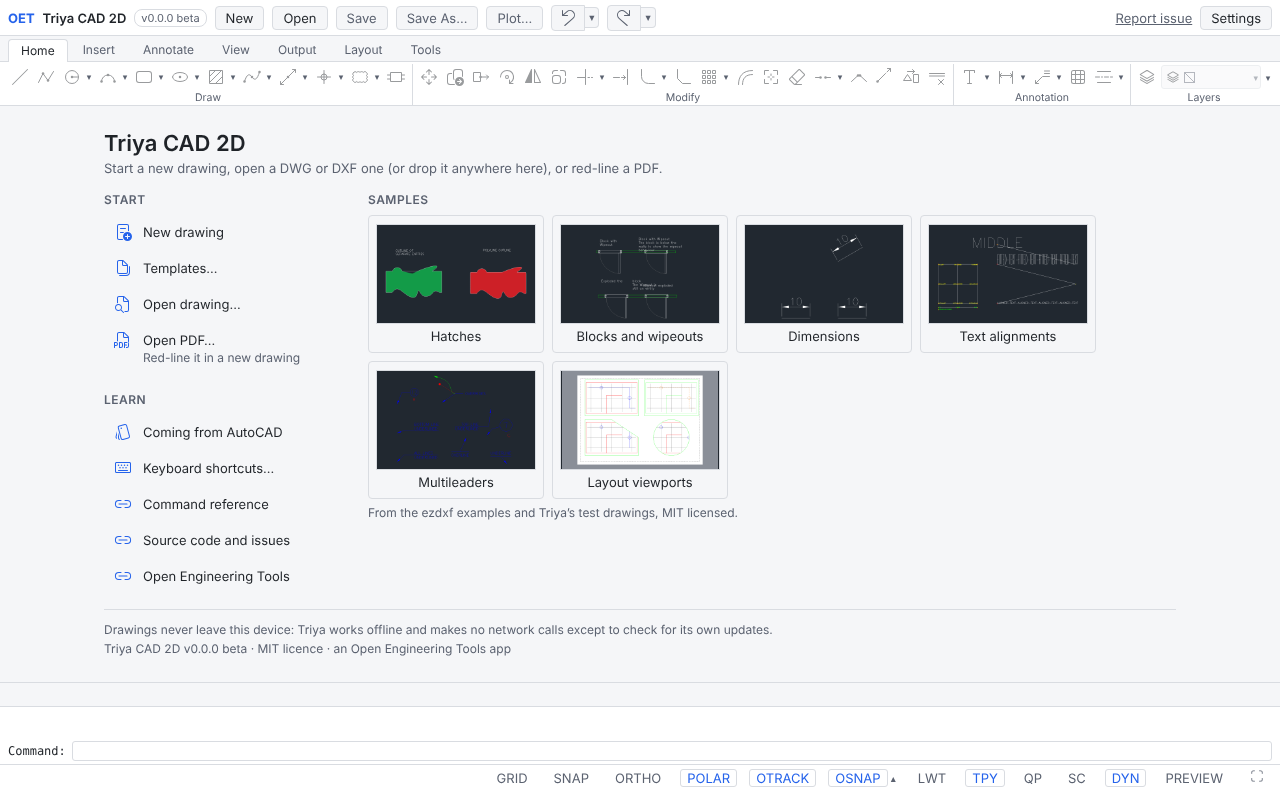 OET Triya CAD 2D v0.0.0 beta New Open Save Save As... Plot... Report issue Settings
Home Insert Annotate View Output Layout Tools
Draw Modify Annotation Layers
Triya CAD 2D
Start a new drawing, open a DWG or DXF one (or drop it anywhere here), or red-line a PDF.
START
New drawing
Templates...
Open drawing...
PDF Open PDF...
Red-line it in a new drawing
LEARN
Coming from AutoCAD
Keyboard shortcuts...
Command reference
Source code and issues
Open Engineering Tools
SAMPLES
10
10 10
MIDDLE
Hatches Blocks and wipeouts Dimensions Text alignments
Multileaders Layout viewports
From the ezdxf examples and Triya's test drawings, MIT licensed.
Drawings never leave this device: Triya works offline and makes no network calls except to check for its own updates.
Triya CAD 2D v0.0.0 beta · MIT licence · an Open Engineering Tools app
Command:
GRID SNAP ORTHO POLAR OTRACK OSNAP LWT TPY QP SC DYN PREVIEW